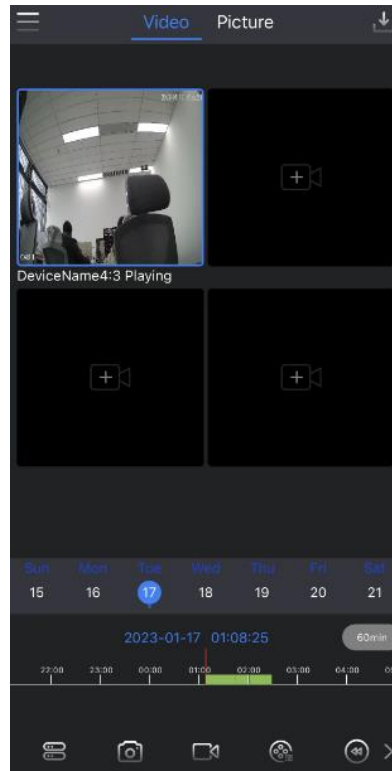 Video Picture
DeviceName4:3 Playing
Sun Mon Tue Wed Thu Fri Sat
15 16 17 18 19 20 21
2023-01-17 01:08:25 60min
22:00 23:00 00:00 01:00 02:00 03:00 04:00